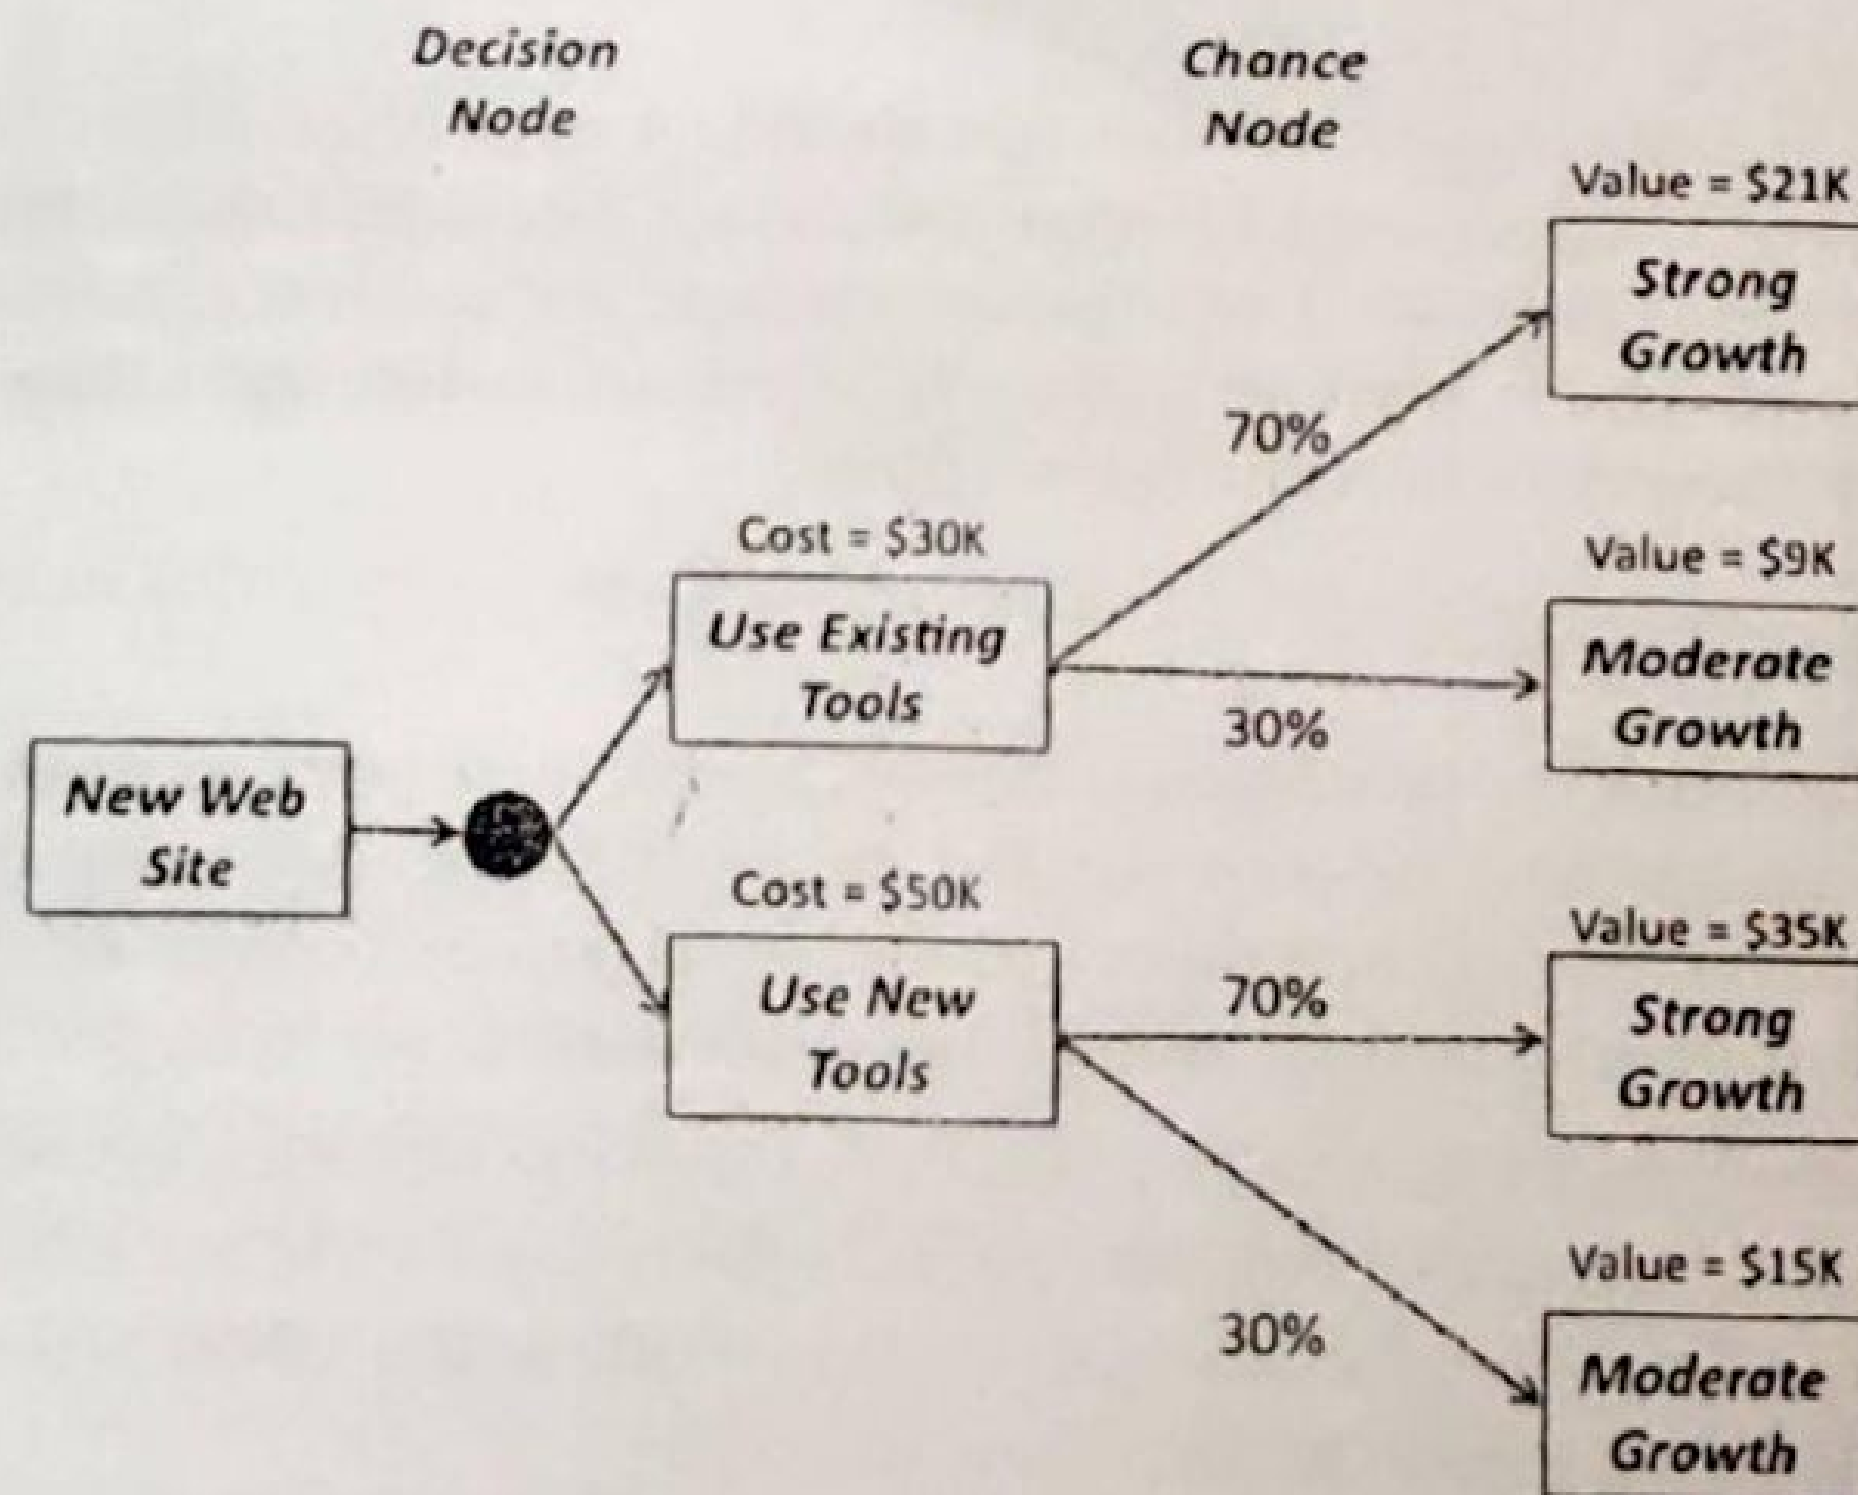 Decision
Node
Chance
Node
Value = $21K
Strong
Growth
70%
Cost = $30K
Use Existing
Tools
Value = $9K
Moderate
Growth
30%
New Web
Site
Cost = $50K
Use New
Tools
70%
Value = $35K
Strong
Growth
30%
Value = $15K
Moderate
Growth